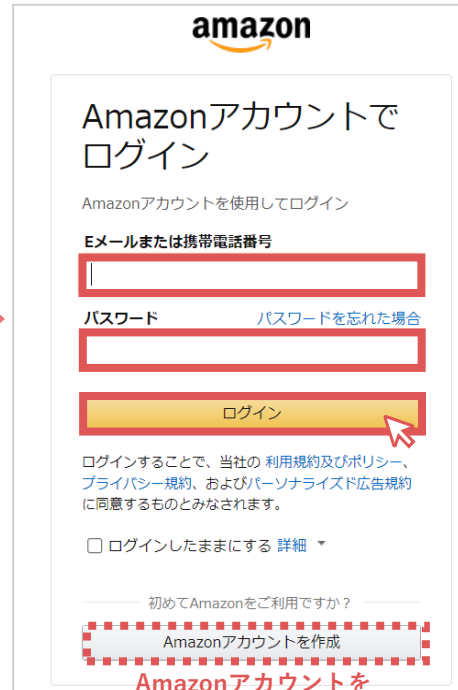 amazon
Amazonアカウントで
ログイン
Amazonアカウントを使用してログイン
Eメールまたは携帯電話番号
パスワード パスワードを忘れた場合
ログイン
ログインすることで、当社の 利用規約及びポリシー、
プライバシー規約、およびパーソナライズド広告規約
に同意するものとみなされます。
ログインしたままにする 詳細
初めてAmazonをご利用ですか？
Amazonアカウントを作成
Amazonアカウントを